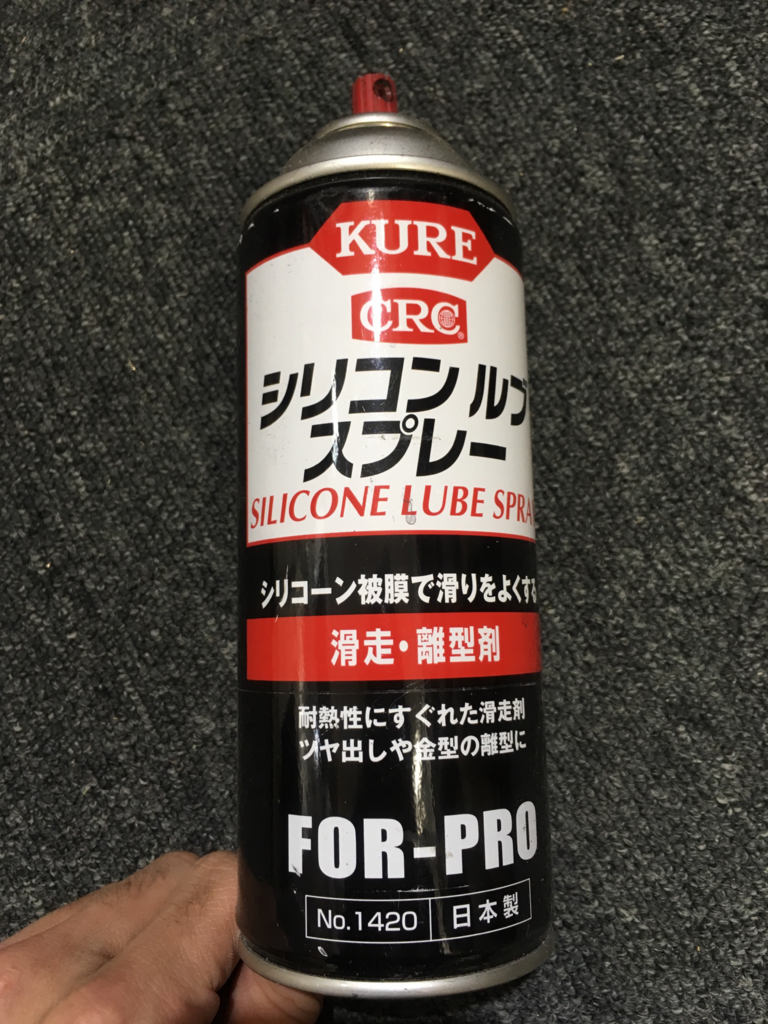 KURE
CRC®
シリコン ルブ
スプレー
SILICONE LUBE SPRA
シリコーン被膜で滑りをよくする
滑走・離型剤
耐熱性にすぐれた滑走剤
ツヤ出しや金型の離型に
FOR-PRO
No.1420 日本製